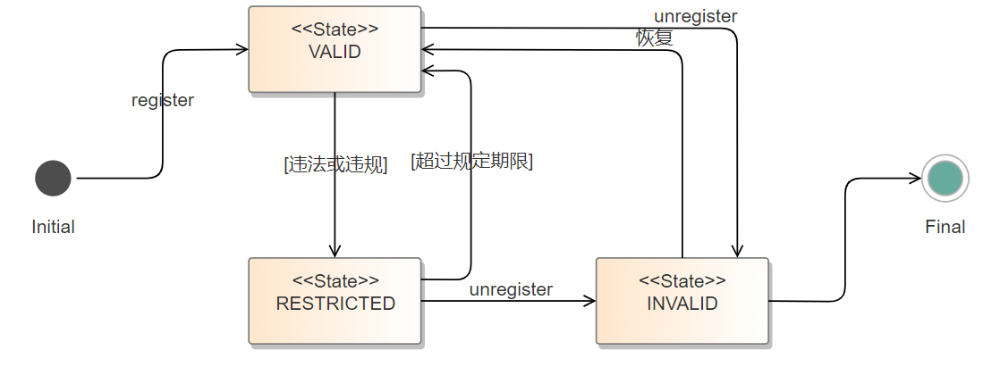 unregister
<<State>>
VALID
恢复
register
[违法或违规]
[超过规定期限]
Initial
Final
<<State>>
RESTRICTED
unregister
<<State>>
INVALID